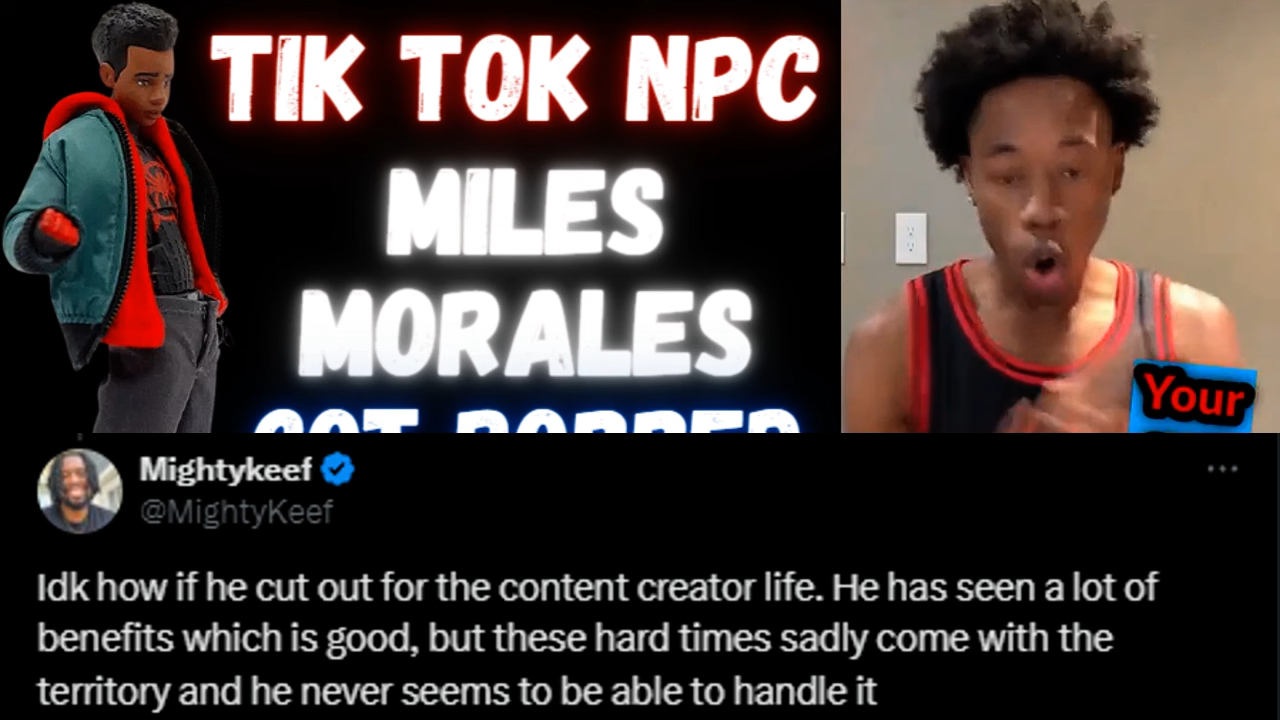 TIK TOK NPC
MILES
MORALES
GOT ROBBED
Your
Mightykeef
@MightyKeef
Idk how if he cut out for the content creator life. He has seen a lot of
benefits which is good, but these hard times sadly come with the
territory and he never seems to be able to handle it